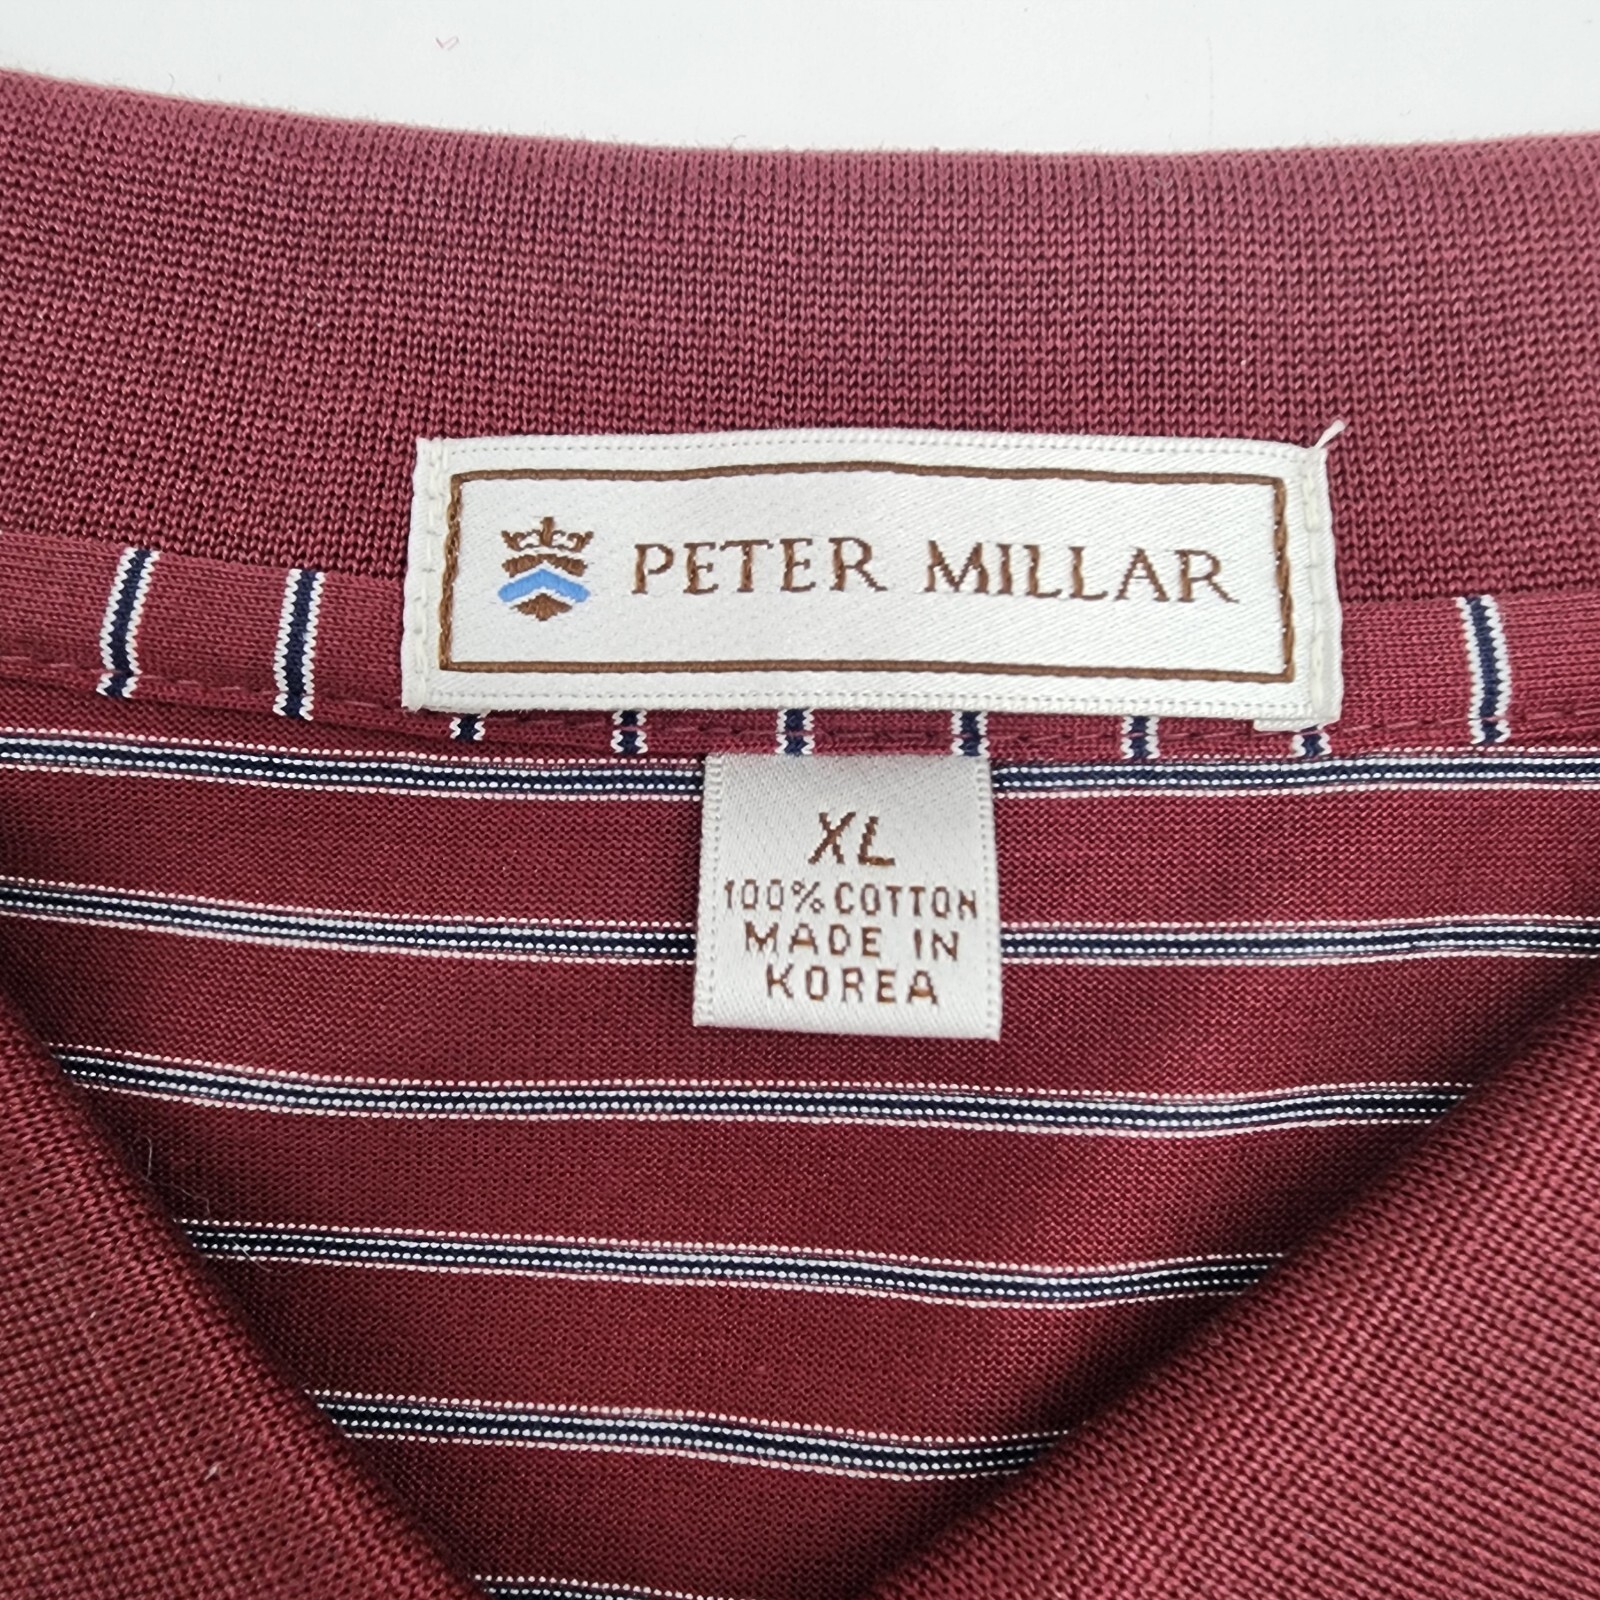 PETER MILLAR
XL
100% COTTON
MADE IN
KOREA